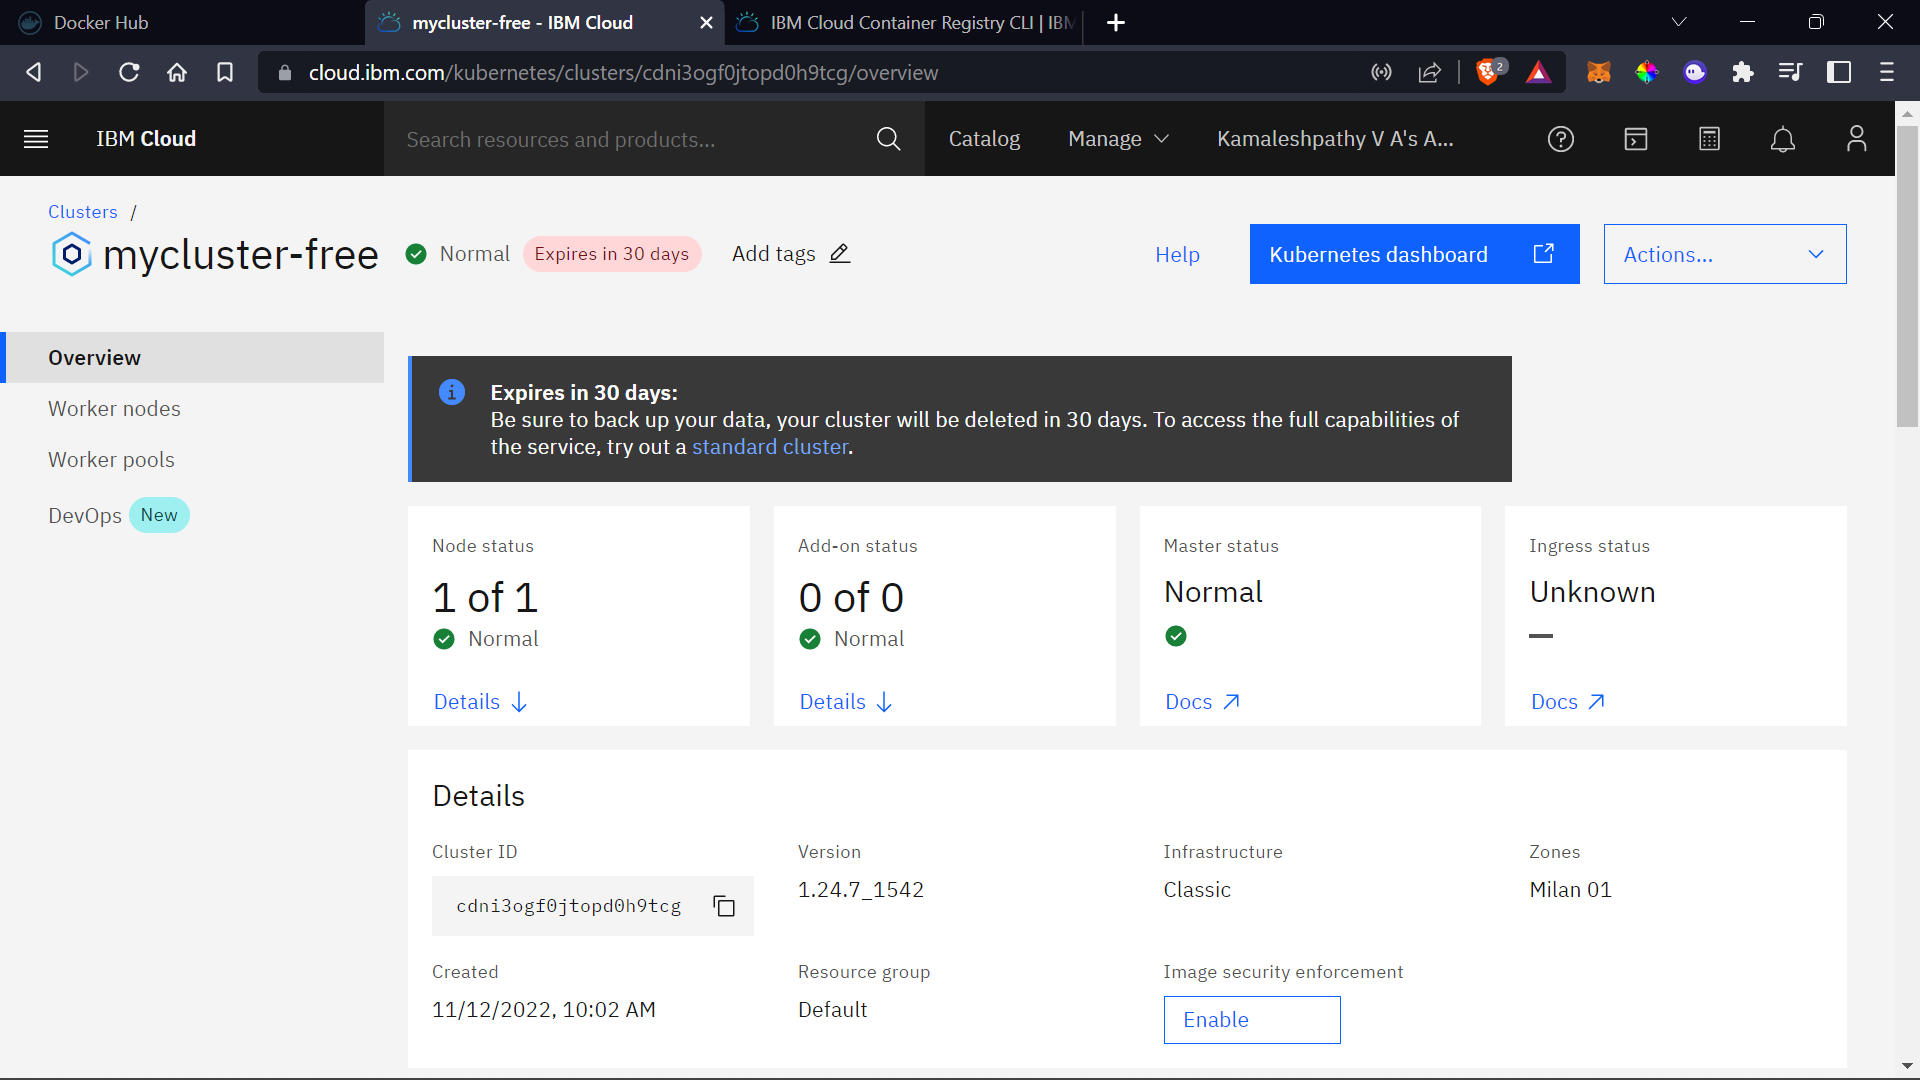 Docker Hub
mycluster-free - IBM Cloud
IBM Cloud Container Registry CLI | IBM
cloud.ibm.com/kubernetes/clusters/cdni3ogf0jtopd0h9tcg/overview
2
IBM Cloud
Search resources and products...
Catalog
Manage
Kamaleshpathy V A's A...
Clusters /
mycluster-free
Normal
Expires in 30 days
Add tags
Help
Kubernetes dashboard
Actions...
Overview
Worker nodes
Worker pools
DevOps New
Expires in 30 days:
Be sure to back up your data, your cluster will be deleted in 30 days. To access the full capabilities of
the service, try out a standard cluster.
Node status
1 of 1
Normal
Details
Add-on status
0 of 0
Normal
Details
Master status
Normal
Docs
Ingress status
Unknown
Docs
Details
Cluster ID
cdni3ogf0jtopd0h9tcg
Version
1.24.7_1542
Infrastructure
Classic
Zones
Milan 01
Created
11/12/2022, 10:02 AM
Resource group
Default
Image security enforcement
Enable